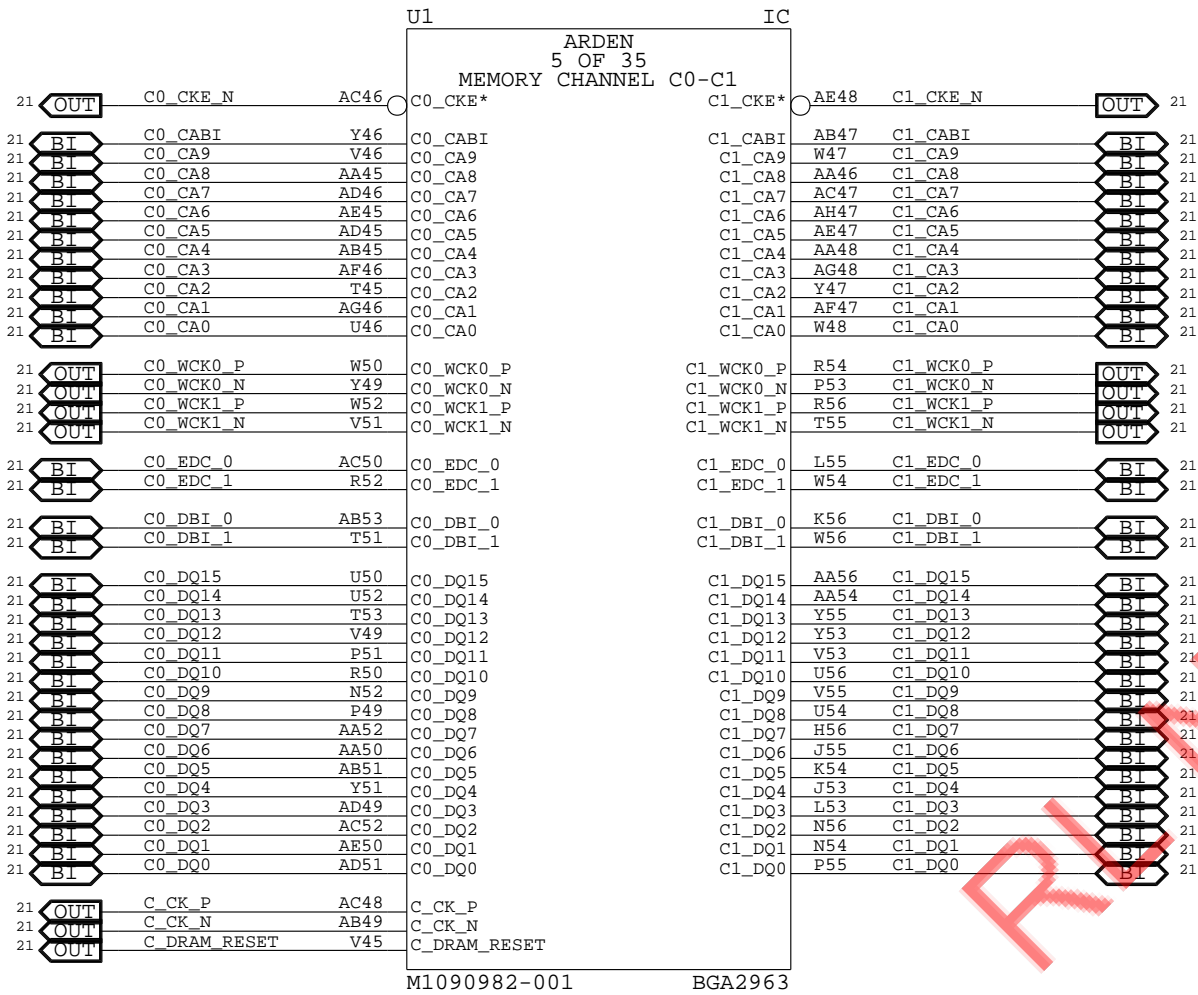 U1 IC
ARDEN
5 OF 35
MEMORY CHANNEL C0-C1
21 OUT C0_CKE_N AC46 C0_CKE* C1_CKE* AE48 C1_CKE_N OUT 21
21 BI C0_CABI Y46 C0_CABI C1_CABI AB47 C1_CABI BI 21
21 BI C0_CA9 V46 C0_CA9 C1_CA9 W47 C1_CA9 BI 21
21 BI C0_CA8 AA45 C0_CA8 C1_CA8 AA46 C1_CA8 BI 21
21 BI C0_CA7 AD46 C0_CA7 C1_CA7 AC47 C1_CA7 BI 21
21 BI C0_CA6 AE45 C0_CA6 C1_CA6 AH47 C1_CA6 BI 21
21 BI C0_CA5 AD45 C0_CA5 C1_CA5 AE47 C1_CA5 BI 21
21 BI C0_CA4 AB45 C0_CA4 C1_CA4 AA48 C1_CA4 BI 21
21 BI C0_CA3 AF46 C0_CA3 C1_CA3 AG48 C1_CA3 BI 21
21 BI C0_CA2 T45 C0_CA2 C1_CA2 Y47 C1_CA2 BI 21
21 BI C0_CA1 AG46 C0_CA1 C1_CA1 AF47 C1_CA1 BI 21
21 BI C0_CA0 U46 C0_CA0 C1_CA0 W48 C1_CA0 BI 21
21 OUT C0_WCK0_P W50 C0_WCK0_P C1_WCK0_P R54 C1_WCK0_P OUT 21
21 OUT C0_WCK0_N Y49 C0_WCK0_N C1_WCK0_N P53 C1_WCK0_N OUT 21
21 OUT C0_WCK1_P W52 C0_WCK1_P C1_WCK1_P R56 C1_WCK1_P OUT 21
21 OUT C0_WCK1_N V51 C0_WCK1_N C1_WCK1_N T55 C1_WCK1_N OUT 21
21 BI C0_EDC_0 AC50 C0_EDC_0 C1_EDC_0 L55 C1_EDC_0 BI 21
21 BI C0_EDC_1 R52 C0_EDC_1 C1_EDC_1 W54 C1_EDC_1 BI 21
21 BI C0_DBI_0 AB53 C0_DBI_0 C1_DBI_0 K56 C1_DBI_0 BI 21
21 BI C0_DBI_1 T51 C0_DBI_1 C1_DBI_1 W56 C1_DBI_1 BI 21
21 BI C0_DQ15 U50 C0_DQ15 C1_DQ15 AA56 C1_DQ15 BI 21
21 BI C0_DQ14 U52 C0_DQ14 C1_DQ14 AA54 C1_DQ14 BI 21
21 BI C0_DQ13 T53 C0_DQ13 C1_DQ13 Y55 C1_DQ13 BI 21
21 BI C0_DQ12 V49 C0_DQ12 C1_DQ12 Y53 C1_DQ12 BI 21
21 BI C0_DQ11 P51 C0_DQ11 C1_DQ11 V53 C1_DQ11 BI 21
21 BI C0_DQ10 R50 C0_DQ10 C1_DQ10 U56 C1_DQ10 BI 21
21 BI C0_DQ9 N52 C0_DQ9 C1_DQ9 V55 C1_DQ9 BI 21
21 BI C0_DQ8 P49 C0_DQ8 C1_DQ8 U54 C1_DQ8 BI 21
21 BI C0_DQ7 AA52 C0_DQ7 C1_DQ7 H56 C1_DQ7 BI 21
21 BI C0_DQ6 AA50 C0_DQ6 C1_DQ6 J55 C1_DQ6 BI 21
21 BI C0_DQ5 AB51 C0_DQ5 C1_DQ5 K54 C1_DQ5 BI 21
21 BI C0_DQ4 Y51 C0_DQ4 C1_DQ4 J53 C1_DQ4 BI 21
21 BI C0_DQ3 AD49 C0_DQ3 C1_DQ3 L53 C1_DQ3 BI 21
21 BI C0_DQ2 AC52 C0_DQ2 C1_DQ2 N56 C1_DQ2 BI 21
21 BI C0_DQ1 AE50 C0_DQ1 C1_DQ1 N54 C1_DQ1 BI 21
21 BI C0_DQ0 AD51 C0_DQ0 C1_DQ0 P55 C1_DQ0 BI 21
21 OUT C_CK_P AC48 C_CK_P
21 OUT C_CK_N AB49 C_CK_N
21 OUT C_DRAM_RESET V45 C_DRAM_RESET
M1090982-001 BGA2963